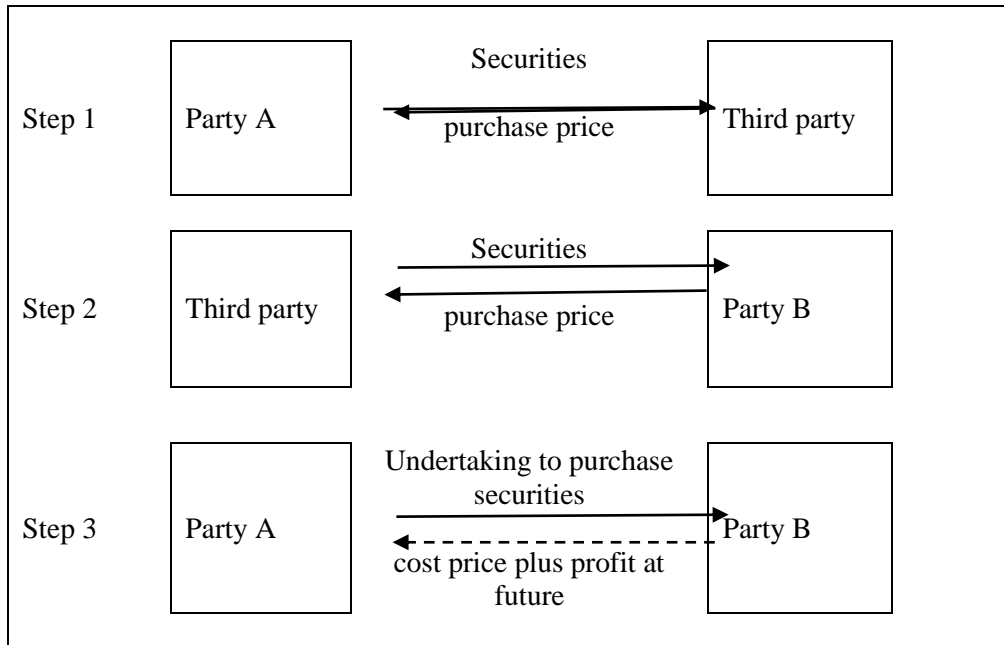 Securities
Step 1
Party A
purchase price
Third party
Securities
Step 2
Third party
purchase price
Party B
Undertaking to purchase
securities
Step 3
Party A
Party B
cost price plus profit at
future